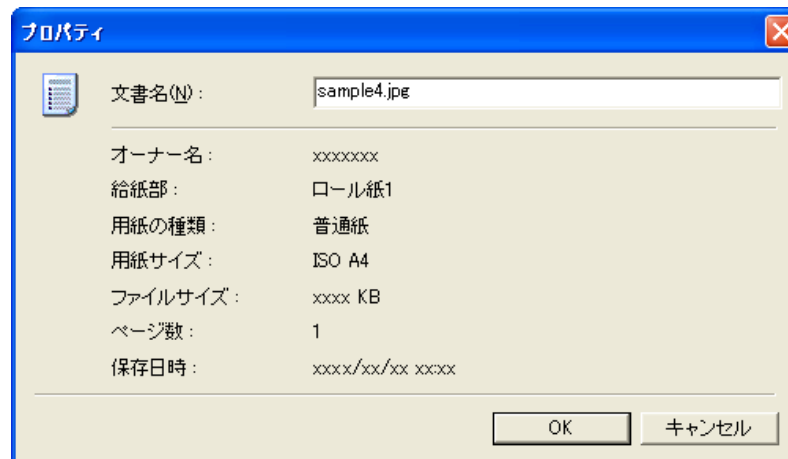 プロパティ
文書名(N): sample4.jpg
オーナー名: xxxxxxx
給紙部: ロール紙1
用紙の種類: 普通紙
用紙サイズ: ISO A4
ファイルサイズ: xxxx KB
ページ数: 1
保存日時: xxxx/xx/xx xx:xx
OK キャンセル